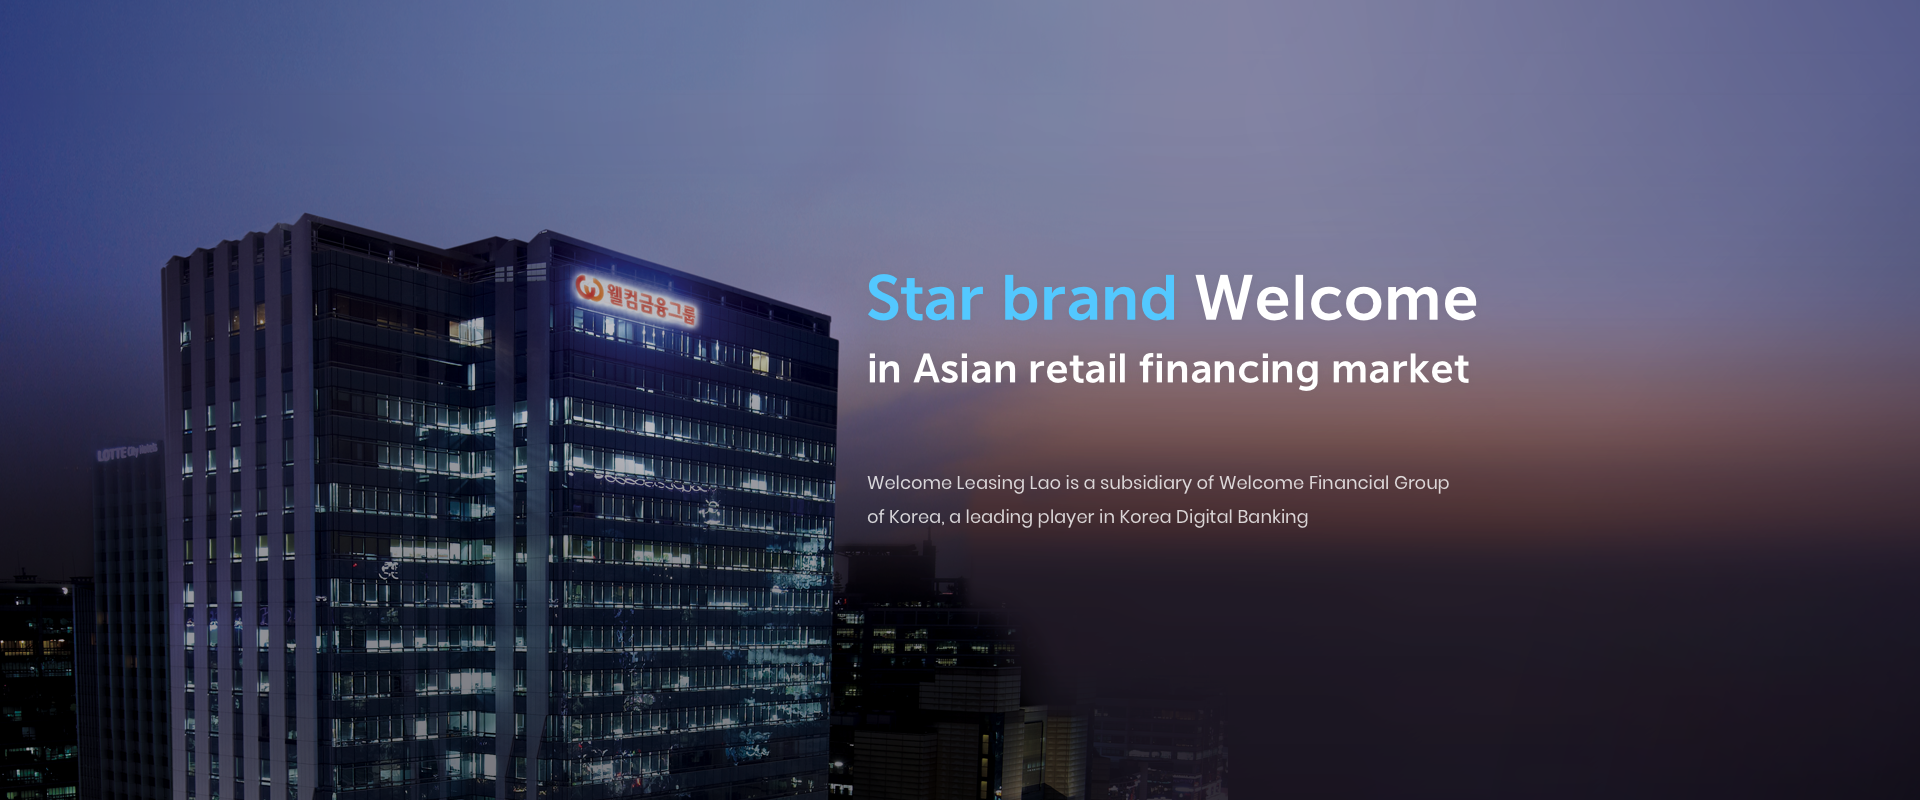 웰컴금융그룹
LOTTE City Hotels
Star brand Welcome
in Asian retail financing market
Welcome Leasing Lao is a subsidiary of Welcome Financial Group
of Korea, a leading player in Korea Digital Banking